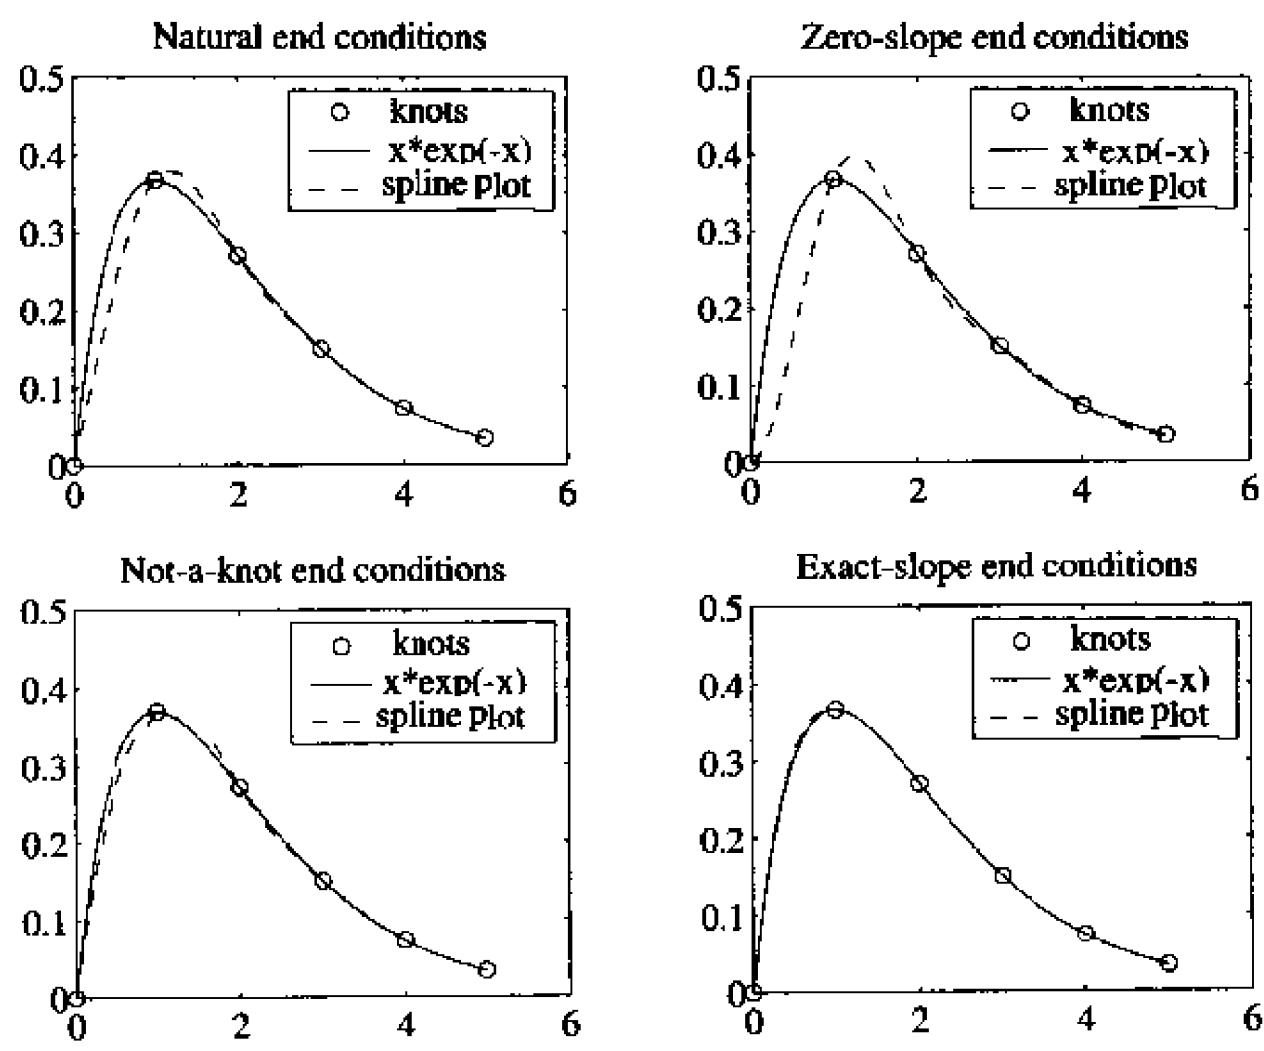 Natural end conditions
0.5
0.4
0.3
0.2
0.1
0
0 2 4 6
knots
x*exp(-x)
spline plot
Zero-slope end conditions
0.5
0.4
0.3
0.2
0.1
0
0 2 4 6
knots
x*exp(-x)
spline plot
Not-a-knot end conditions
0.5
0.4
0.3
0.2
0.1
0
0 2 4 6
knots
x*exp(-x)
spline plot
Exact-slope end conditions
0.5
0.4
0.3
0.2
0.1
0
0 2 4 6
knots
x*exp(-x)
spline plot